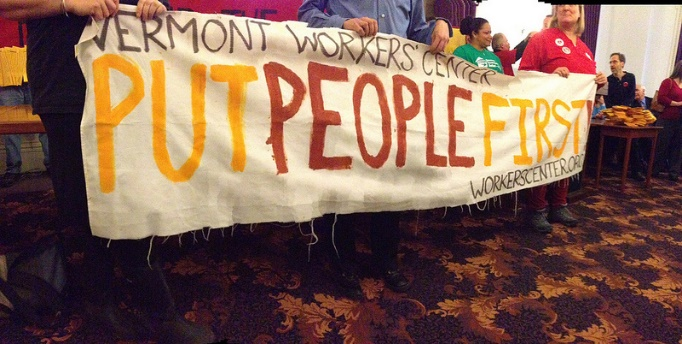 VERMONT WORKERS' CENTER
PUT PEOPLE FIRST!
WORKERSCENTER.ORG